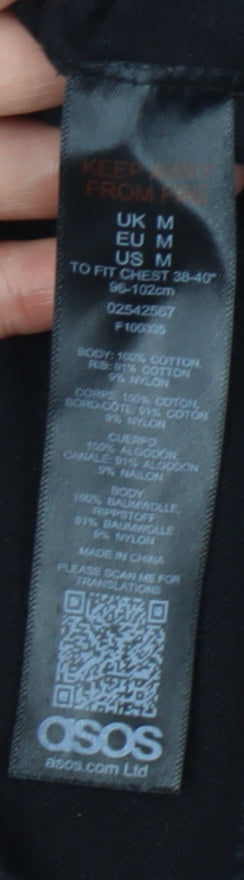 KEEP AWAY
FROM FIRE
UK M
EU M
US M
TO FIT CHEST 38-40"
96-102cm
02542587
F100335
BODY: 100% COTTON,
RIB: 91% COTTON
9% NYLON
CORPS: 100% COTON,
BORD-CÔTE: 91% COTON
9% NYLON
CUERPO
100% ALGODÓN
CANALE: 91% ALGODÓN
9% NAILON
BODY
100% BAUMWOLLE,
RIPPSTOFF
91% BAUMWOLLE
9% NYLON
MADE IN CHINA
PLEASE SCAN ME FOR
TRANSLATIONS
asos
asos.com Ltd